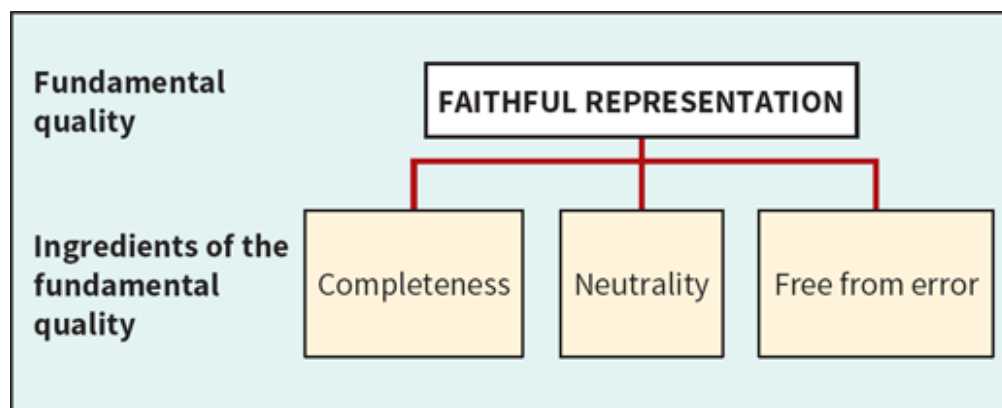 Fundamental
quality
FAITHFUL REPRESENTATION
Ingredients of the
fundamental
quality
Completeness
Neutrality
Free from error